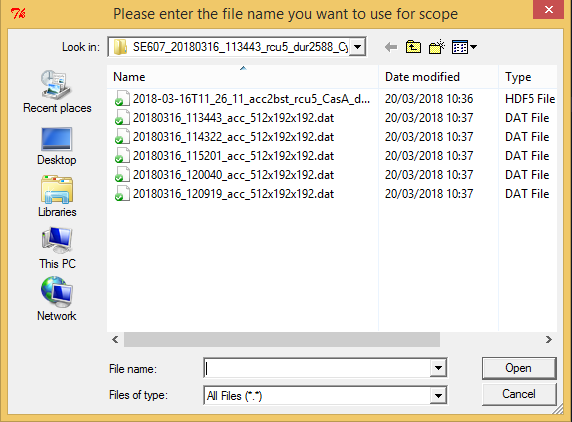 Please enter the file name you want to use for scope
Look in: SE607_20180316_113443_rcu5_dur2588_Cy
Name Date modified Type
2018-03-16T11_26_11_acc2bst_rcu5_CasA_d... 20/03/2018 10:36 HDF5 File
20180316_113443_acc_512x192x192.dat 20/03/2018 10:37 DAT File
20180316_114322_acc_512x192x192.dat 20/03/2018 10:37 DAT File
20180316_115201_acc_512x192x192.dat 20/03/2018 10:37 DAT File
20180316_120040_acc_512x192x192.dat 20/03/2018 10:37 DAT File
20180316_120919_acc_512x192x192.dat 20/03/2018 10:37 DAT File
Recent places
Desktop
Libraries
This PC
Network
File name: Open
Files of type: All Files (*.*) Cancel